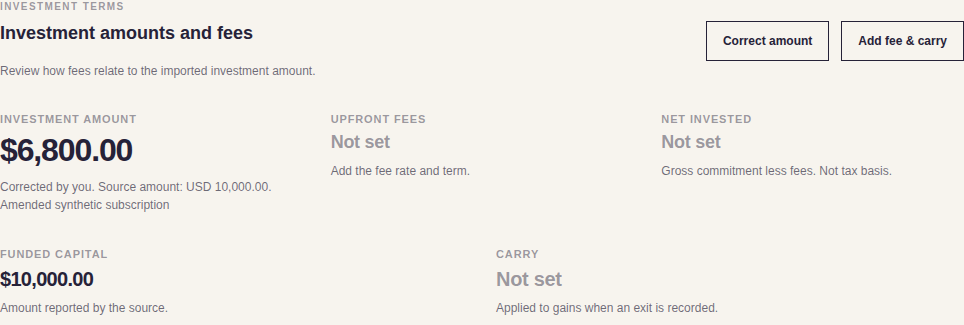 INVESTMENT TERMS
Investment amounts and fees
Correct amount
Add fee & carry
Review how fees relate to the imported investment amount.
INVESTMENT AMOUNT
$6,800.00
Corrected by you. Source amount: USD 10,000.00.
Amended synthetic subscription
UPFRONT FEES
Not set
Add the fee rate and term.
NET INVESTED
Not set
Gross commitment less fees. Not tax basis.
FUNDED CAPITAL
$10,000.00
Amount reported by the source.
CARRY
Not set
Applied to gains when an exit is recorded.